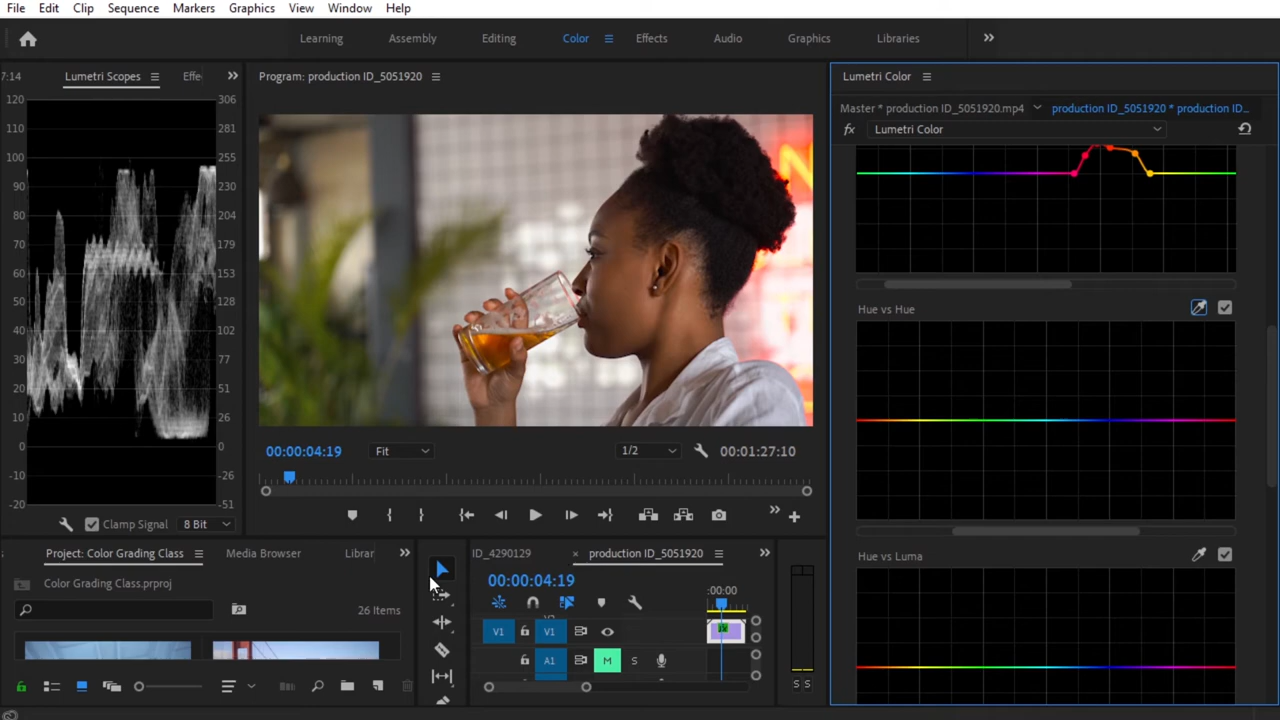 File Edit Clip Sequence Markers Graphics View Window Help
Learning Assembly Editing Color Effects Audio Graphics Libraries
7:14 Lumetri Scopes Effe
Program: production ID_5051920
Lumetri Color
Master * production ID_5051920.mp4 production ID_5051920 * production ID...
fx Lumetri Color
120 306
110 281
100 255
90 230
80 204
70 179
60 153
50 128
40 102
30 77
20 51
10 26
0 0
-10 -26
-20 -51
Clamp Signal 8 Bit
00:00:04:19 Fit 1/2 00:01:27:10
Hue vs Hue
Hue vs Luma
Project: Color Grading Class Media Browser Librar
Color Grading Class.prproj
26 Items
ID_4290129 × production ID_5051920
00:00:04:19
:00:00
V1 V1
fx
A1 M S
S S